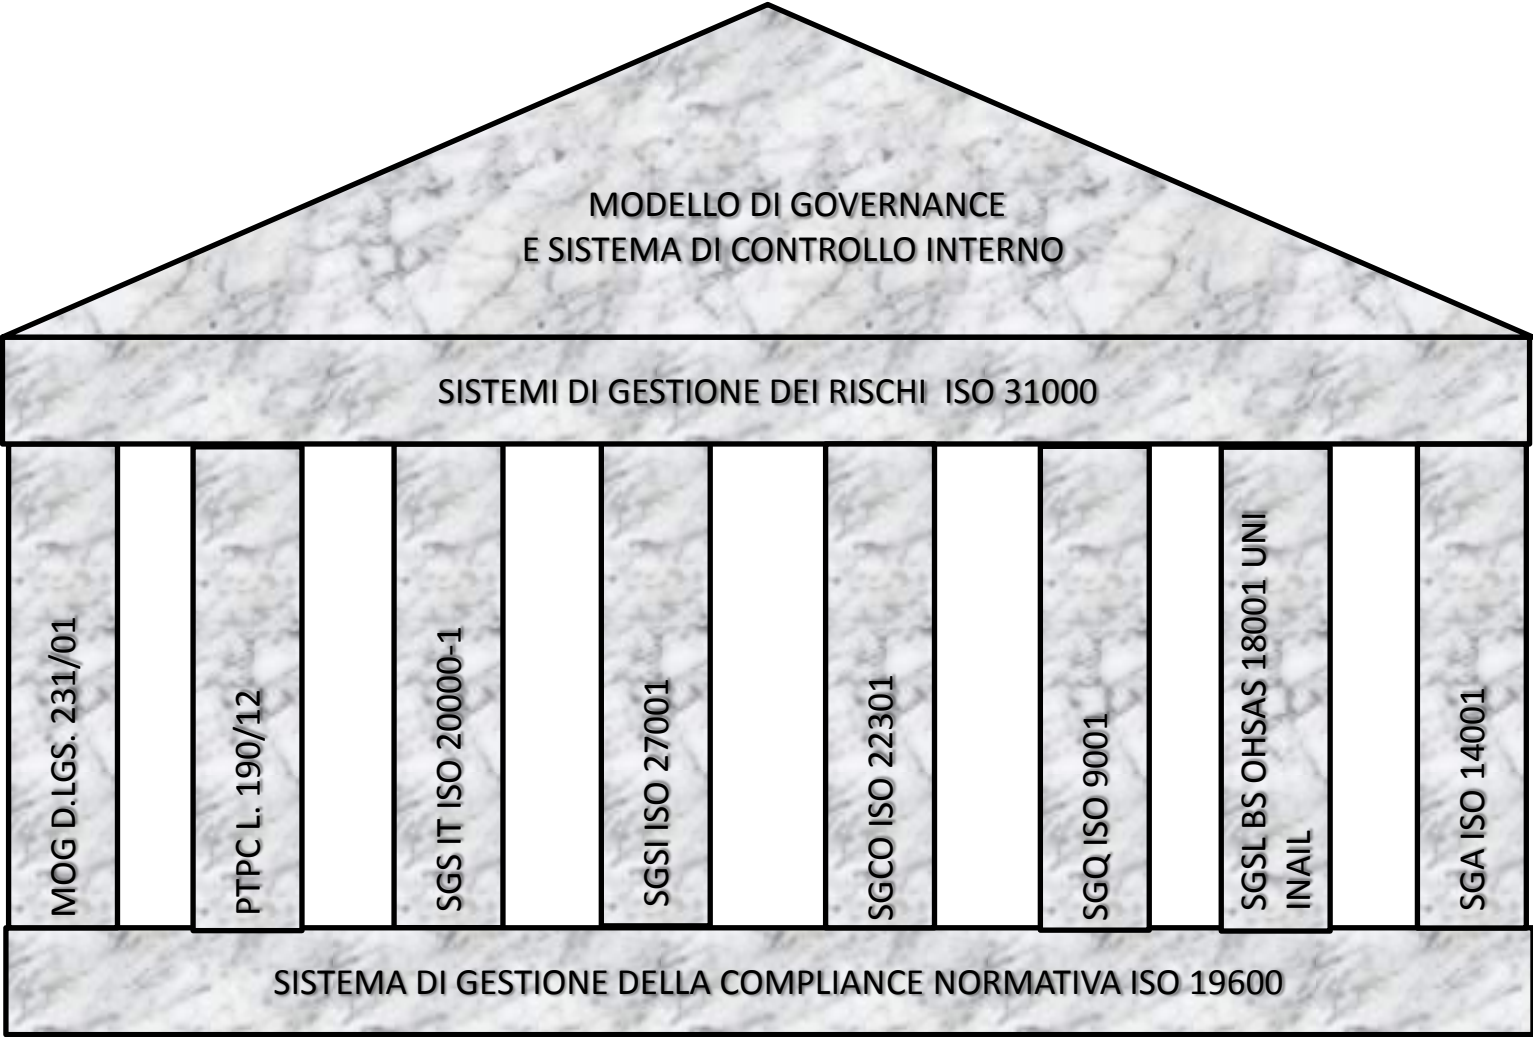 MODELLO DI GOVERNANCE
E SISTEMA DI CONTROLLO INTERNO
SISTEMI DI GESTIONE DEI RISCHI ISO 31000
MOG D.LGS. 231/01
PTPC L. 190/12
SGS IT ISO 20000-1
SGSI ISO 27001
SGCO ISO 22301
SGQ ISO 9001
SGSL BS OHSAS 18001 UNI
INAIL
SGA ISO 14001
SISTEMA DI GESTIONE DELLA COMPLIANCE NORMATIVA ISO 19600